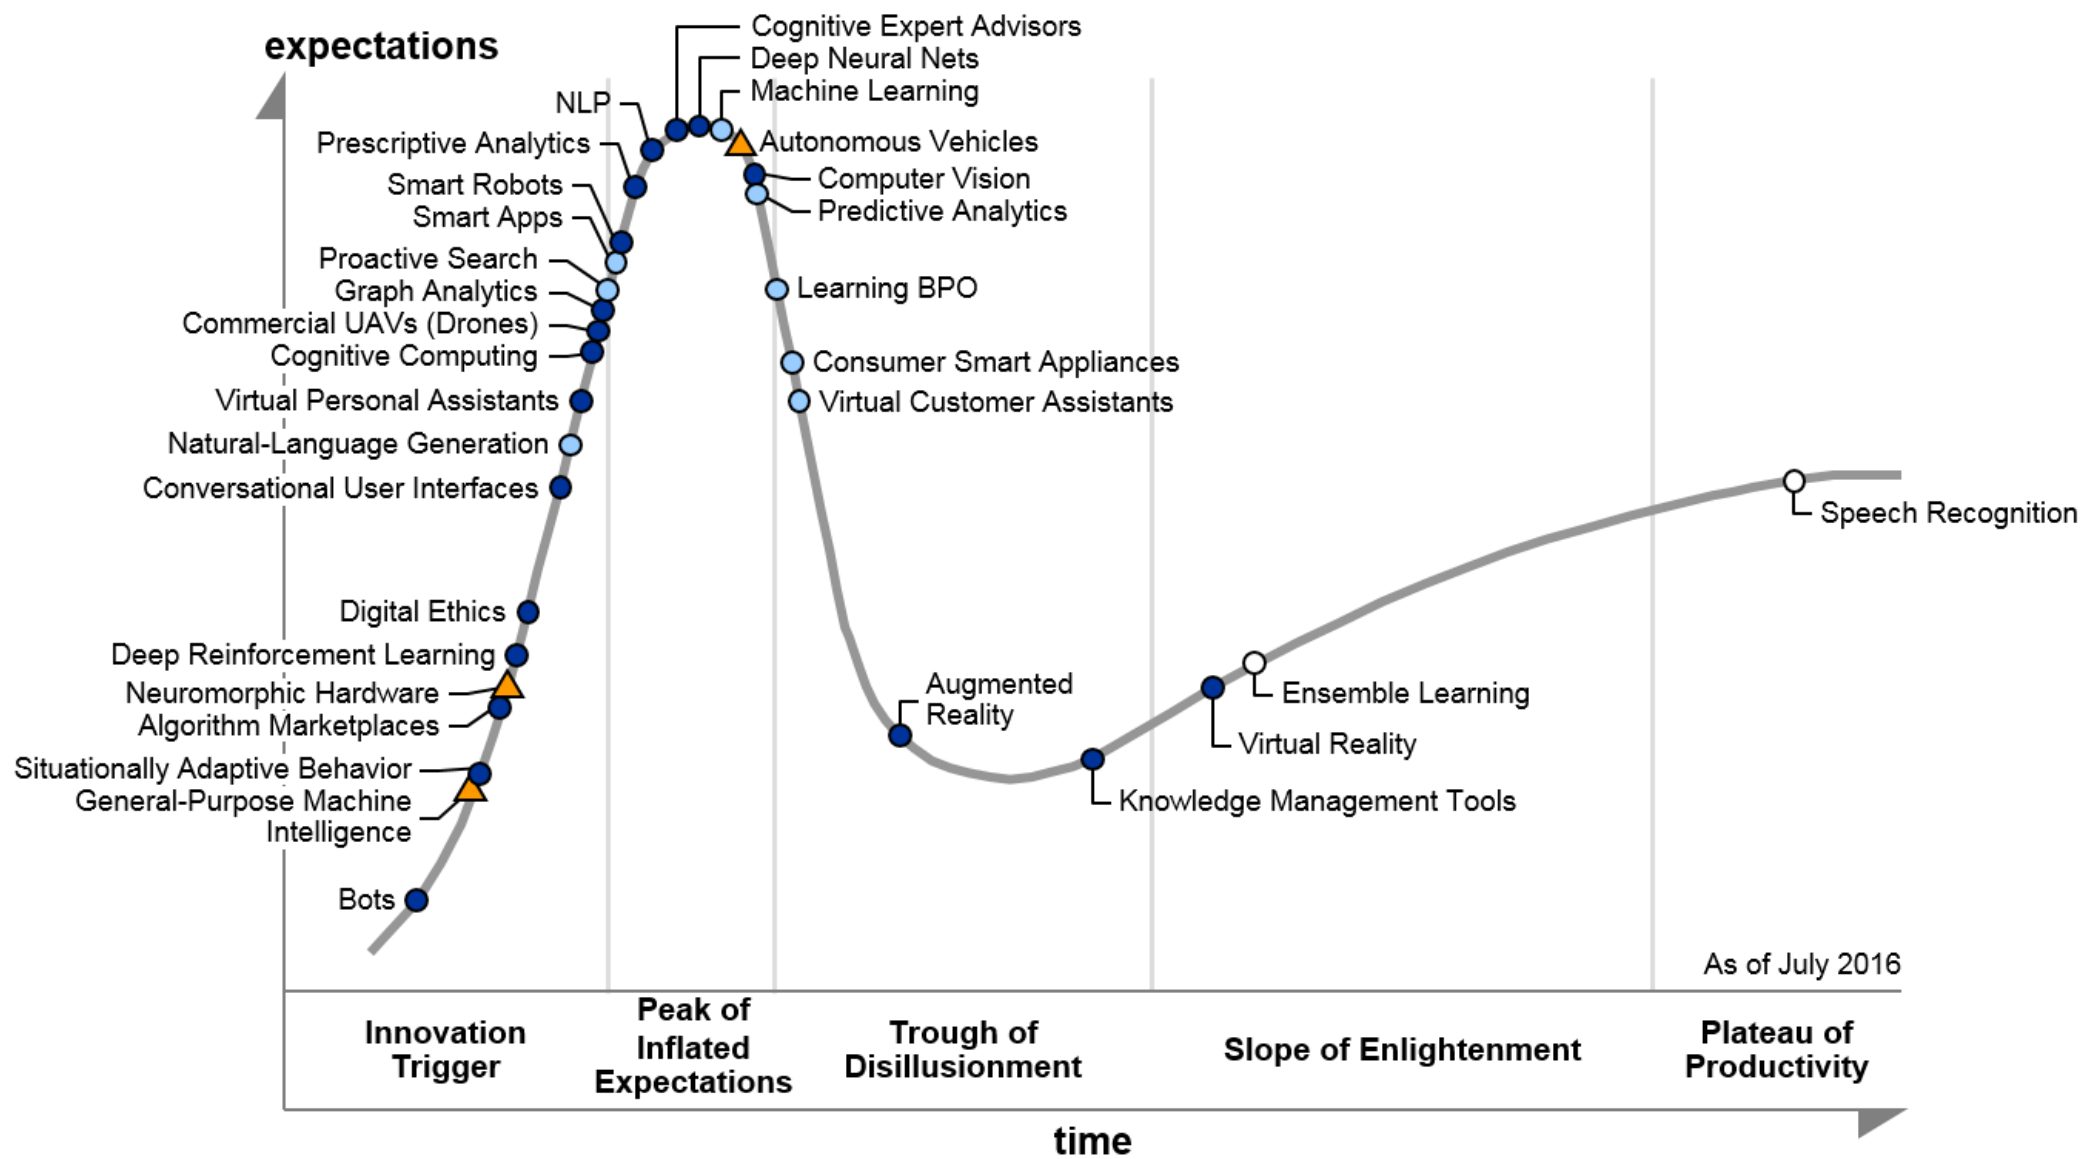 expectations
Cognitive Expert Advisors
Deep Neural Nets
Machine Learning
NLP
Autonomous Vehicles
Prescriptive Analytics
Computer Vision
Smart Robots
Predictive Analytics
Smart Apps
Proactive Search
Graph Analytics
Learning BPO
Commercial UAVs (Drones)
Cognitive Computing
Consumer Smart Appliances
Virtual Personal Assistants
Virtual Customer Assistants
Natural-Language Generation
Conversational User Interfaces
Speech Recognition
Digital Ethics
Deep Reinforcement Learning
Neuromorphic Hardware
Algorithm Marketplaces
Augmented
Reality
Ensemble Learning
Virtual Reality
Situationally Adaptive Behavior
General-Purpose Machine
Intelligence
Knowledge Management Tools
Bots
As of July 2016
Innovation
Trigger
Peak of
Inflated
Expectations
Trough of
Disillusionment
Slope of Enlightenment
Plateau of
Productivity
time